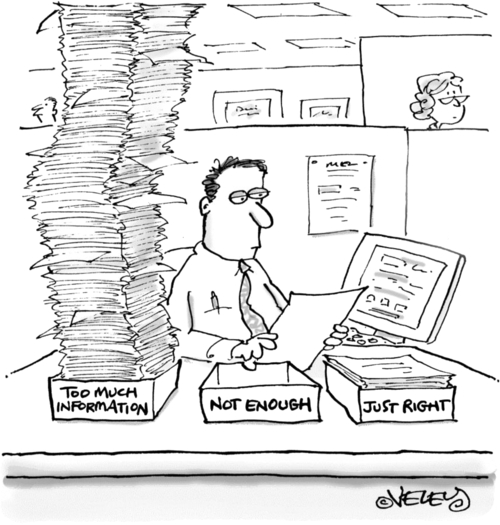 TOO MUCH
INFORMATION
NOT ENOUGH
JUST RIGHT
©VELEY